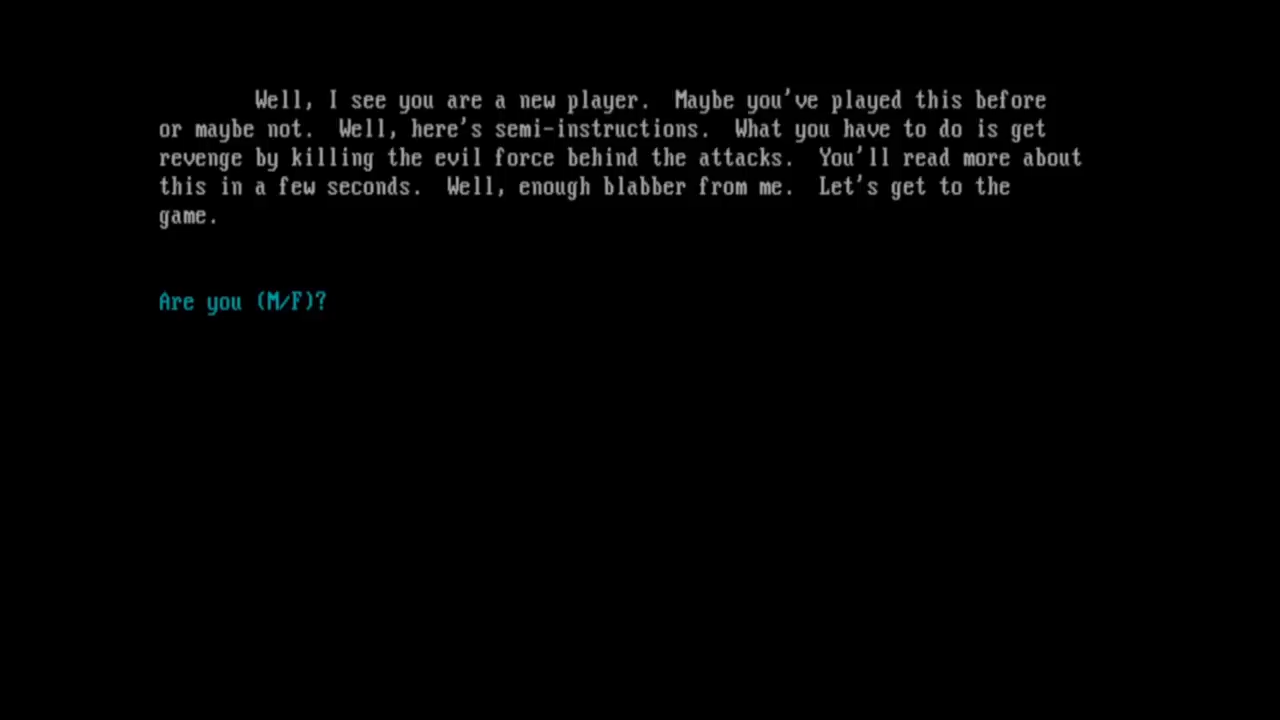 Well, I see you are a new player.  Maybe you've played this before
or maybe not.  Well, here's semi-instructions.  What you have to do is get
revenge by killing the evil force behind the attacks.  You'll read more about
this in a few seconds.  Well, enough blabber from me.  Let's get to the
game.
Are you (M/F)?